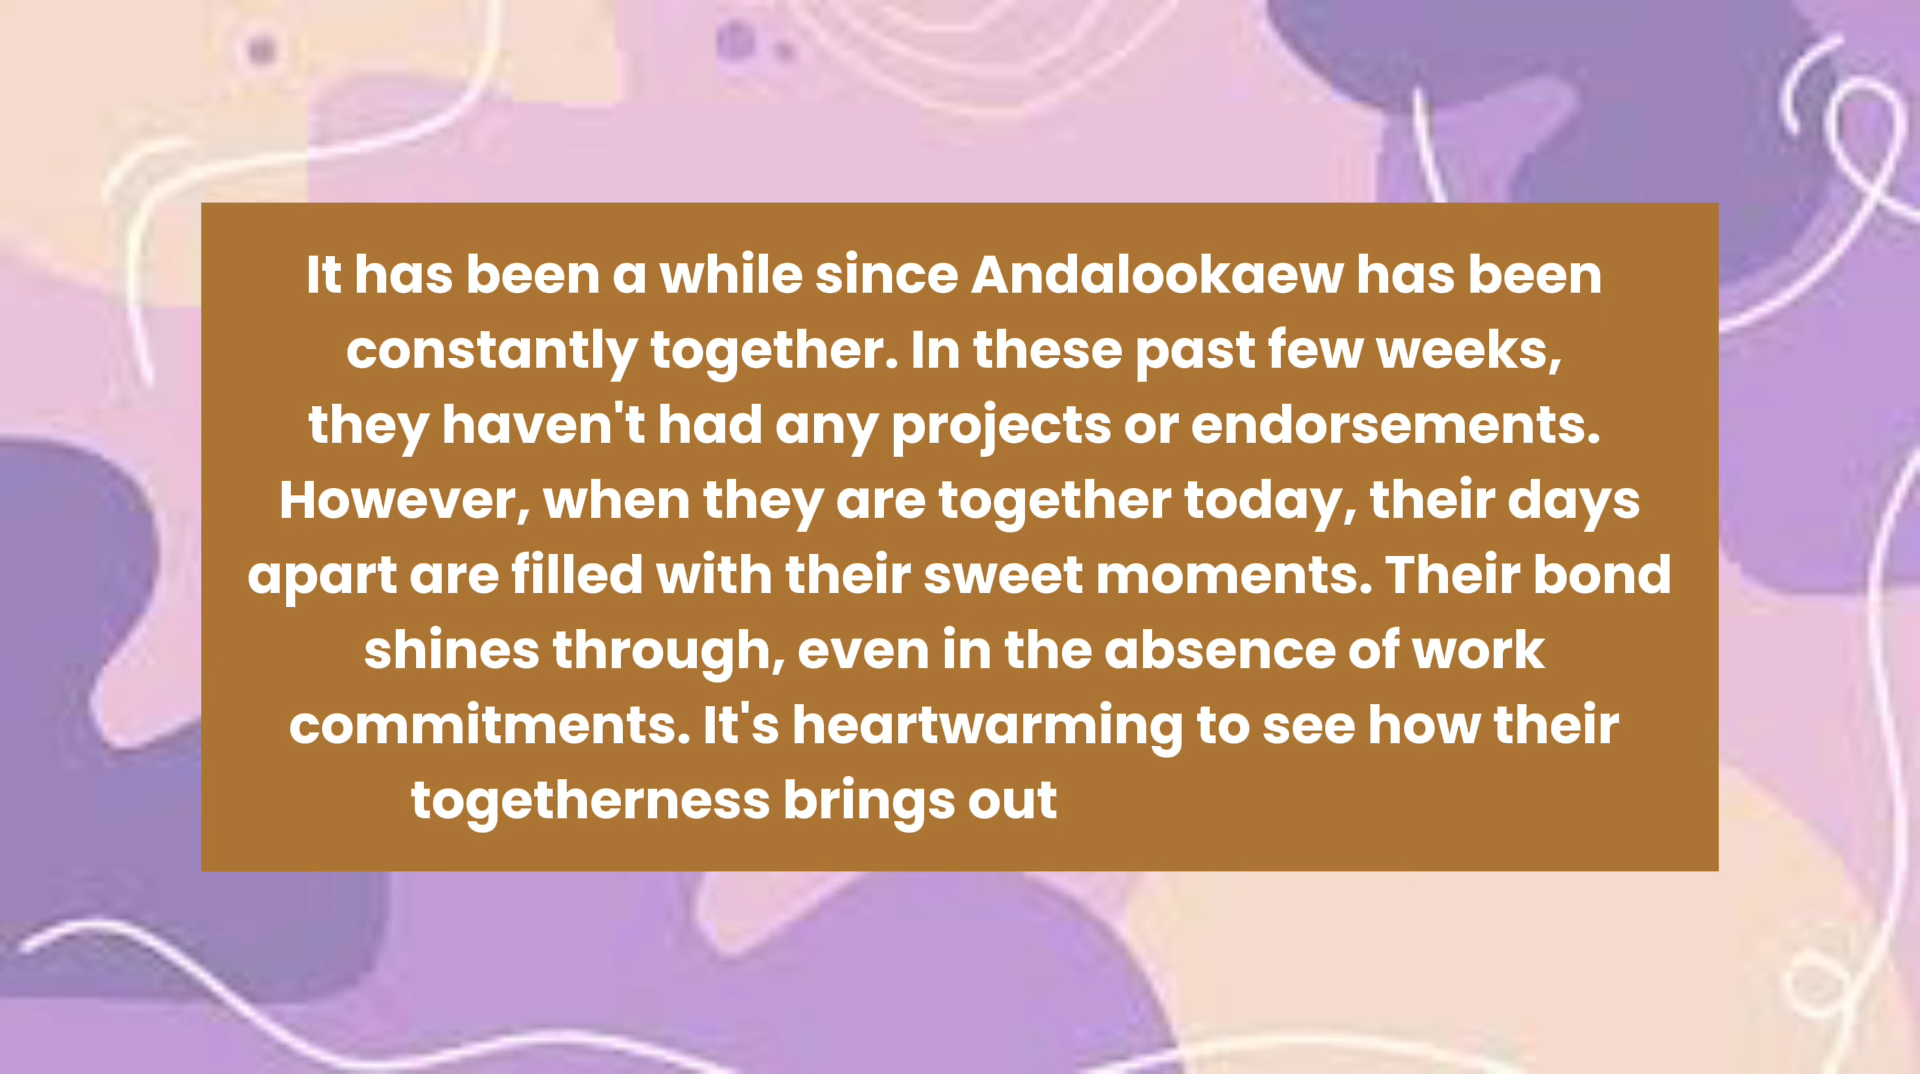 It has been a while since Andalookaew has been
constantly together. In these past few weeks,
they haven't had any projects or endorsements.
However, when they are together today, their days
apart are filled with their sweet moments. Their bond
shines through, even in the absence of work
commitments. It's heartwarming to see how their
togetherness brings out